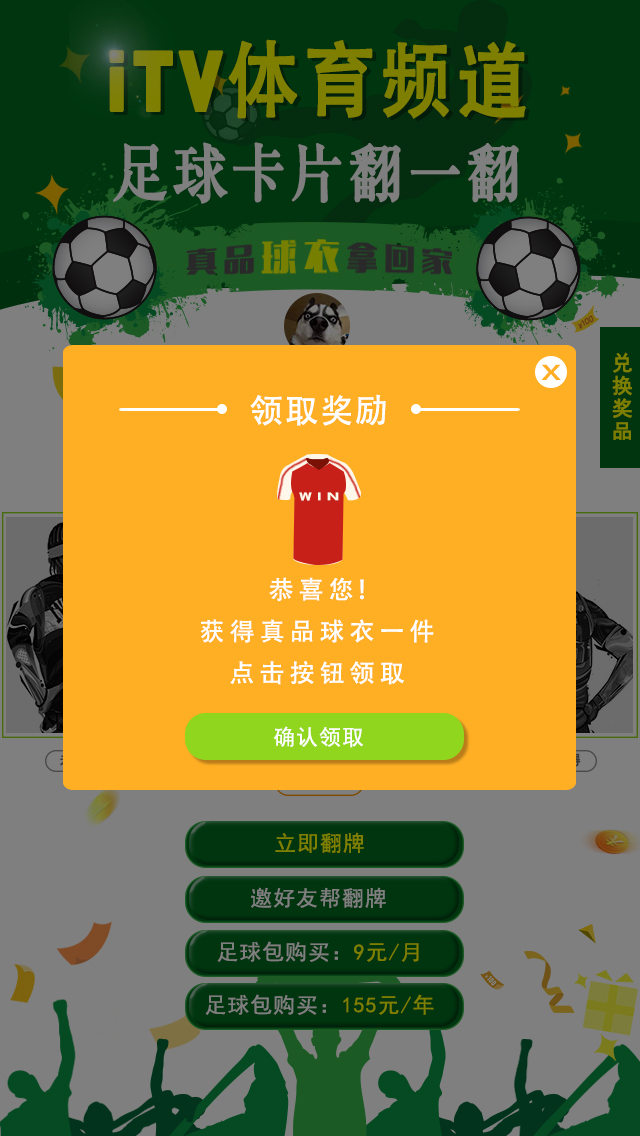 iTV体育频道
足球卡片翻一翻
真品球衣拿回家
¥100
兑换奖品
领取奖励
WIN
恭喜您!
获得真品球衣一件
点击按钮领取
确认领取
立即翻牌
邀好友帮翻牌
足球包购买：9元/月
足球包购买：155元/年